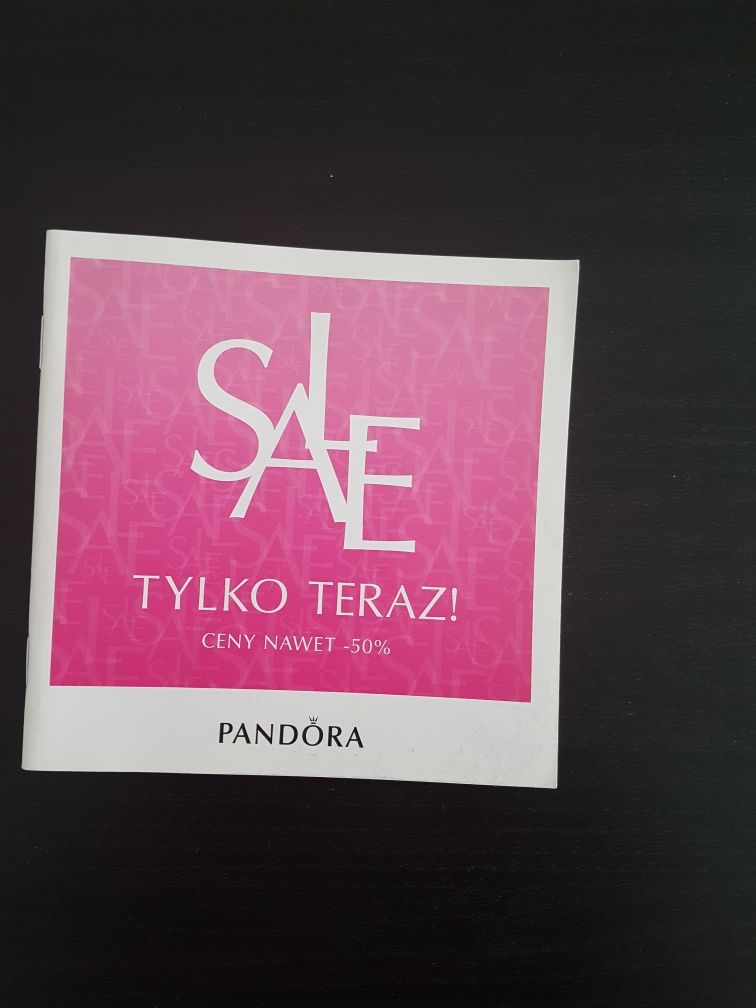 SALE
TYLKO TERAZ!
CENY NAWET -50%
PANDORA